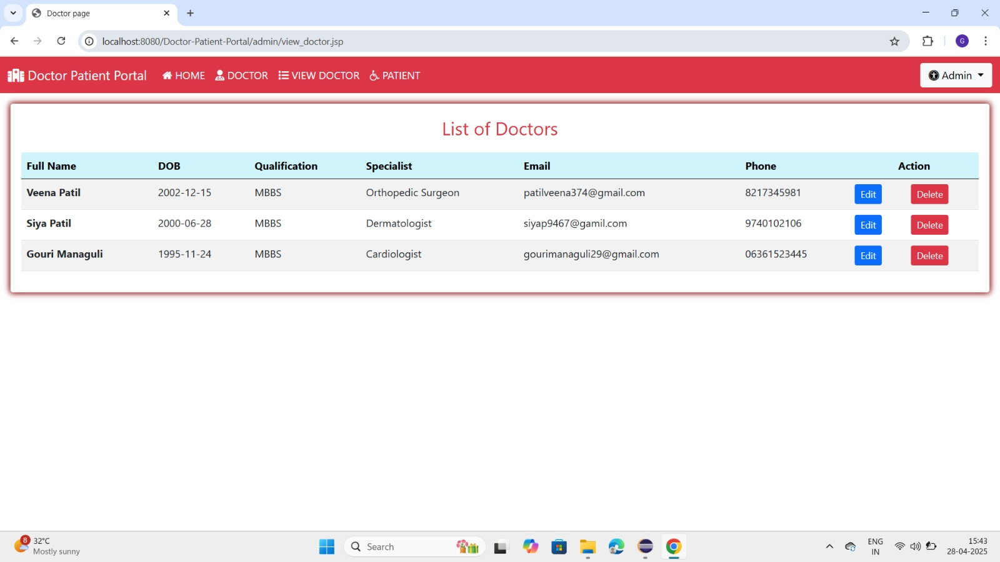 Doctor page
localhost:8080/Doctor-Patient-Portal/admin/view_doctor.jsp
G
Doctor Patient Portal HOME DOCTOR VIEW DOCTOR PATIENT Admin
List of Doctors
Full Name DOB Qualification Specialist Email Phone Action
Veena Patil 2002-12-15 MBBS Orthopedic Surgeon patilveena374@gmail.com 8217345981 Edit Delete
Siya Patil 2000-06-28 MBBS Dermatologist siyap9467@gamil.com 9740102106 Edit Delete
Gouri Managuli 1995-11-24 MBBS Cardiologist gourimanaguli29@gmail.com 06361523445 Edit Delete
8 32°C
Mostly sunny
Search
ENG
IN
15:43
28-04-2025